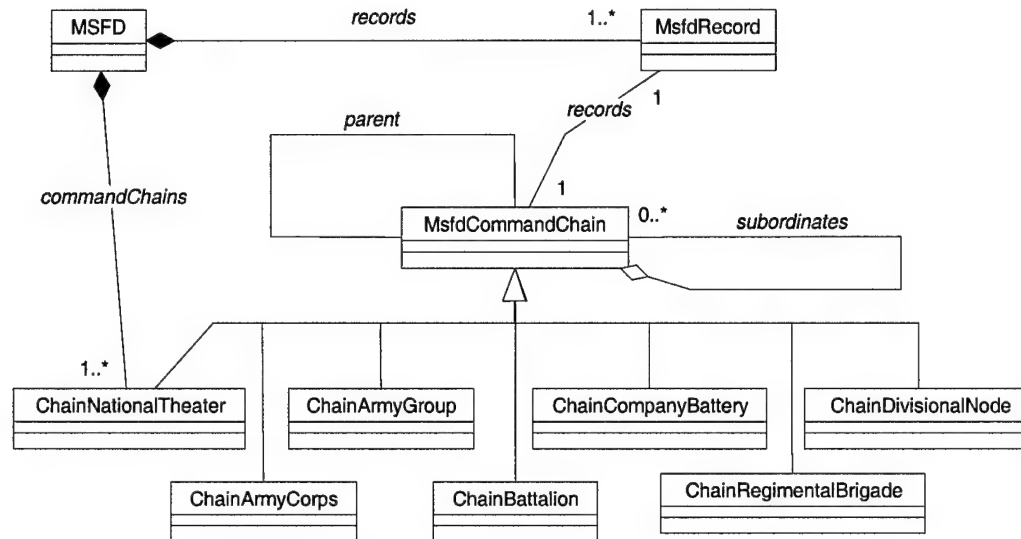 MSFD
records
1..*
MsfdRecord
1
records
parent
commandChains
1
MsfdCommandChain
0..*
subordinates
1..*
ChainNationalTheater
ChainArmyGroup
ChainCompanyBattery
ChainDivisionalNode
ChainArmyCorps
ChainBattalion
ChainRegimentalBrigade